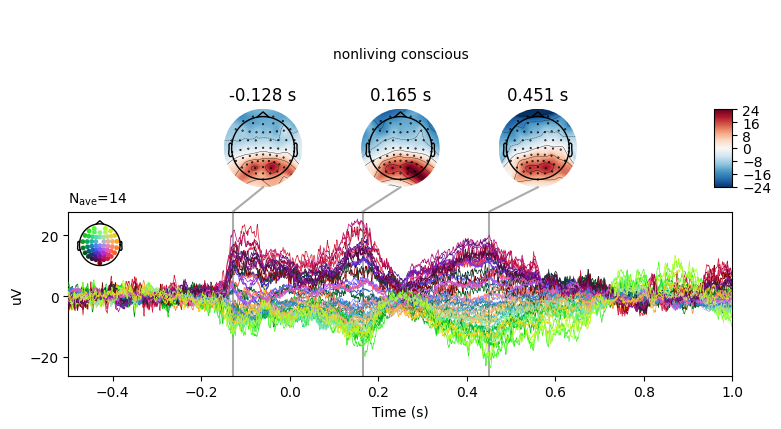 nonliving conscious
-0.128 s 0.165 s 0.451 s
24
16
8
0
−8
−16
−24
N_ave=14
20
0
−20
uV
−0.4 −0.2 0.0 0.2 0.4 0.6 0.8 1.0
Time (s)